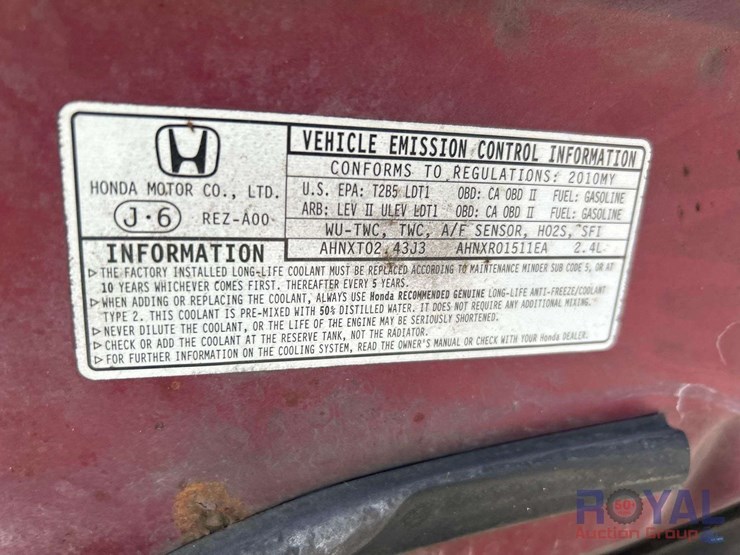 HONDA MOTOR CO., LTD.
J·6 REZ-A00
VEHICLE EMISSION CONTROL INFORMATION
CONFORMS TO REGULATIONS: 2010MY
U.S. EPA: T2B5 LDT1 OBD: CA OBD II FUEL: GASOLINE
ARB: LEV II ULEV LDT1 OBD: CA OBD II FUEL: GASOLINE
WU-TWC, TWC, A/F SENSOR, HO2S, SFI
AHNXT02.43J3 AHNXR01511EA 2.4L
INFORMATION
▷THE FACTORY INSTALLED LONG-LIFE COOLANT MUST BE REPLACED ACCORDING TO MAINTENANCE MINDER SUB CODE 5, OR AT
10 YEARS WHICHEVER COMES FIRST. THEREAFTER EVERY 5 YEARS.
▷WHEN ADDING OR REPLACING THE COOLANT, ALWAYS USE Honda RECOMMENDED GENUINE LONG-LIFE ANTI-FREEZE/COOLANT
TYPE 2. THIS COOLANT IS PRE-MIXED WITH 50% DISTILLED WATER. IT DOES NOT REQUIRE ANY ADDITIONAL MIXING.
▷NEVER DILUTE THE COOLANT, OR THE LIFE OF THE ENGINE MAY BE SERIOUSLY SHORTENED.
▷CHECK OR ADD THE COOLANT AT THE RESERVE TANK, NOT THE RADIATOR.
▷FOR FURTHER INFORMATION ON THE COOLING SYSTEM, READ THE OWNER'S MANUAL OR CHECK WITH YOUR Honda DEALER.
ROYAL
Auction Group